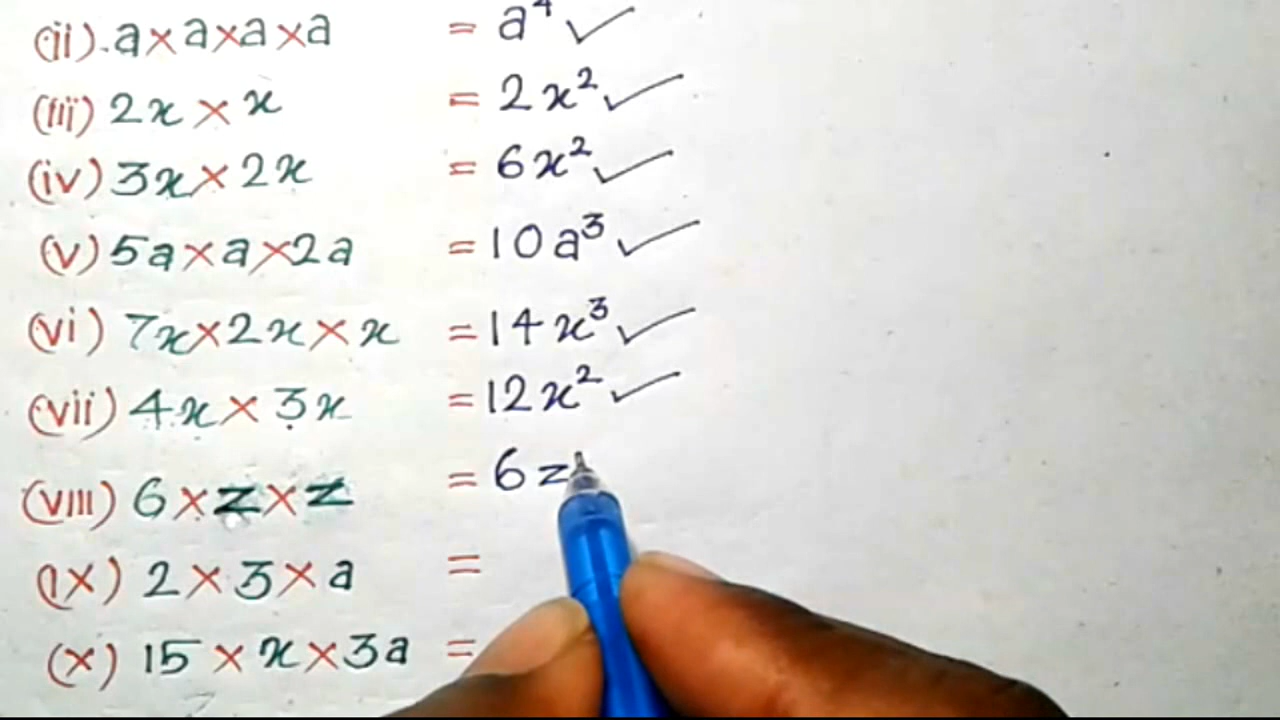 (ii). a×a×a×a = a⁴ ✓
(iii) 2x × x = 2x² ✓
(iv) 3x × 2x = 6x² ✓
(v) 5a×a×2a = 10a³ ✓
(vi) 7x×2x×x = 14x³ ✓
(vii) 4x × 3x = 12x² ✓
(viii) 6×z×z = 6z
(ix) 2×3×a =
(x) 15×x×3a =